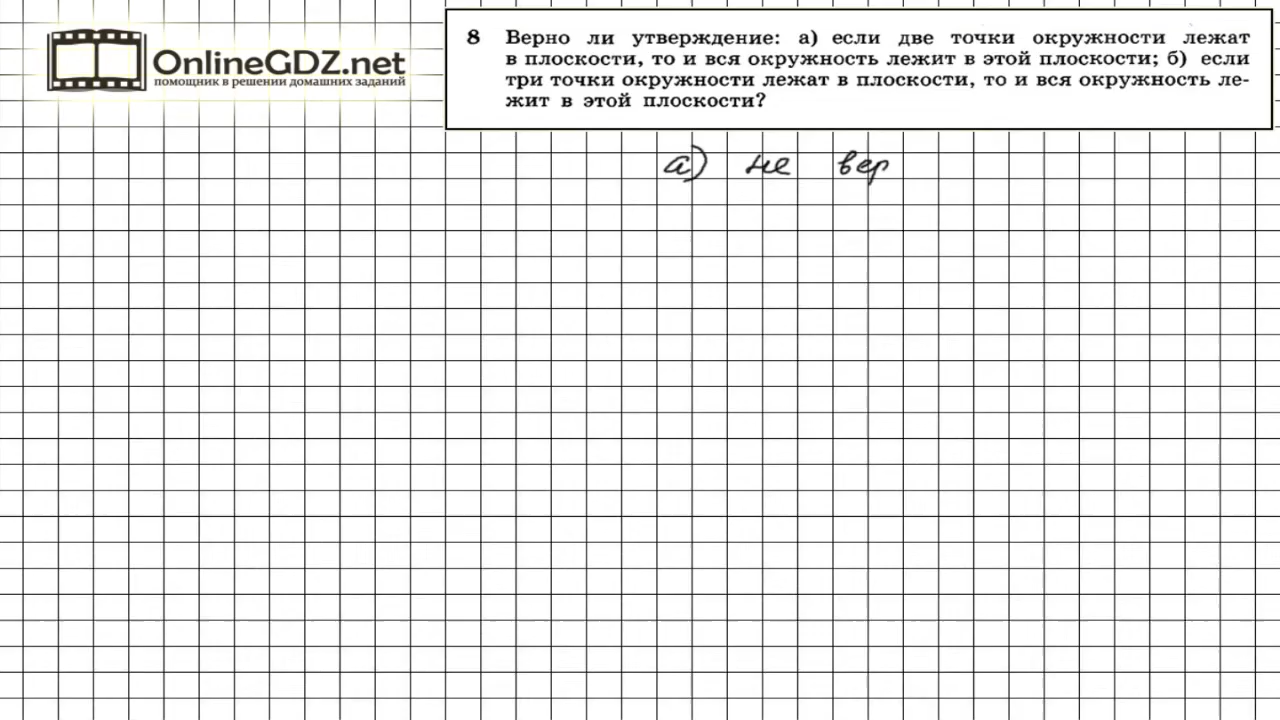 OnlineGDZ.net
помощник в решении домашних заданий
8 Верно ли утверждение: а) если две точки окружности лежат
в плоскости, то и вся окружность лежит в этой плоскости; б) если
три точки окружности лежат в плоскости, то и вся окружность ле-
жит в этой плоскости?
а) не вер